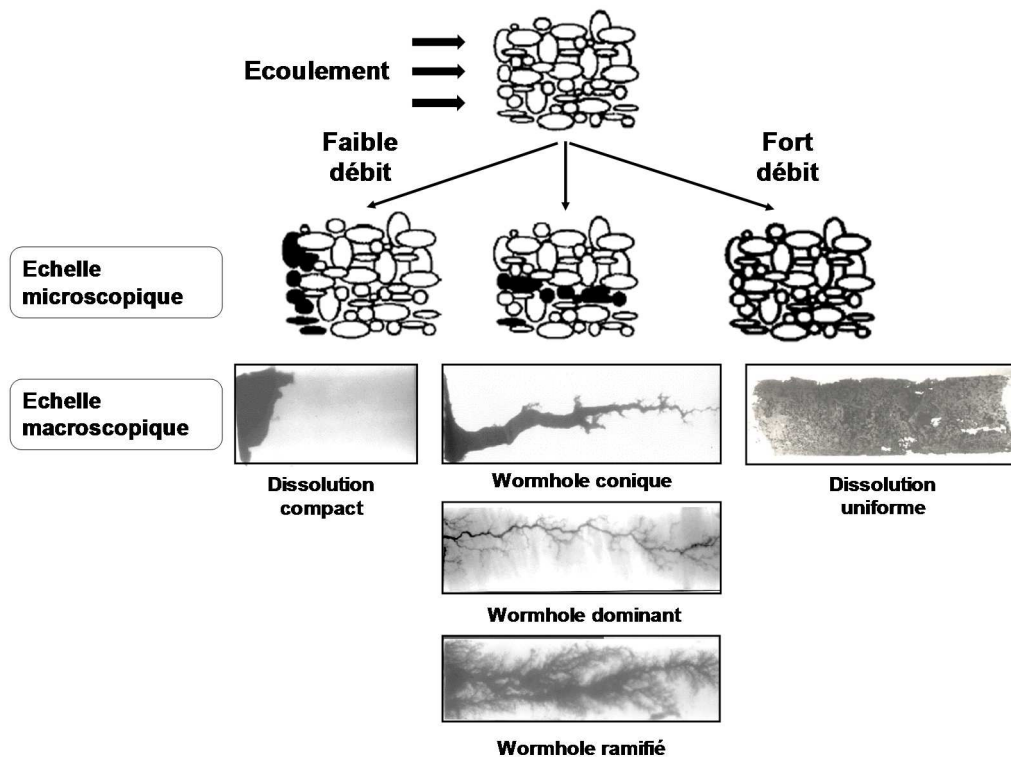 Ecoulement
Faible
débit
Fort
débit
Echelle
microscopique
Echelle
macroscopique
Dissolution
compact
Wormhole conique
Dissolution
uniforme
Wormhole dominant
Wormhole ramifié